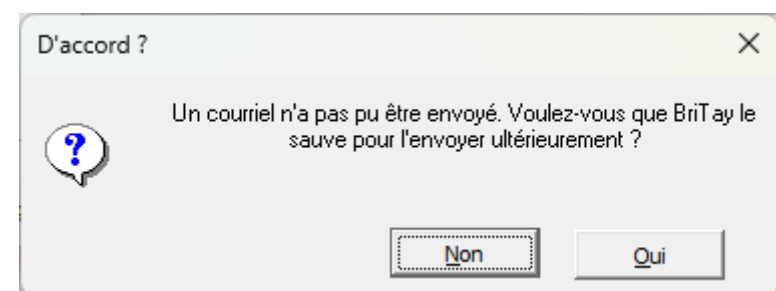 D'accord ?
Un courriel n'a pas pu être envoyé. Voulez-vous que BriTay le
sauve pour l'envoyer ultérieurement ?
Non
Oui